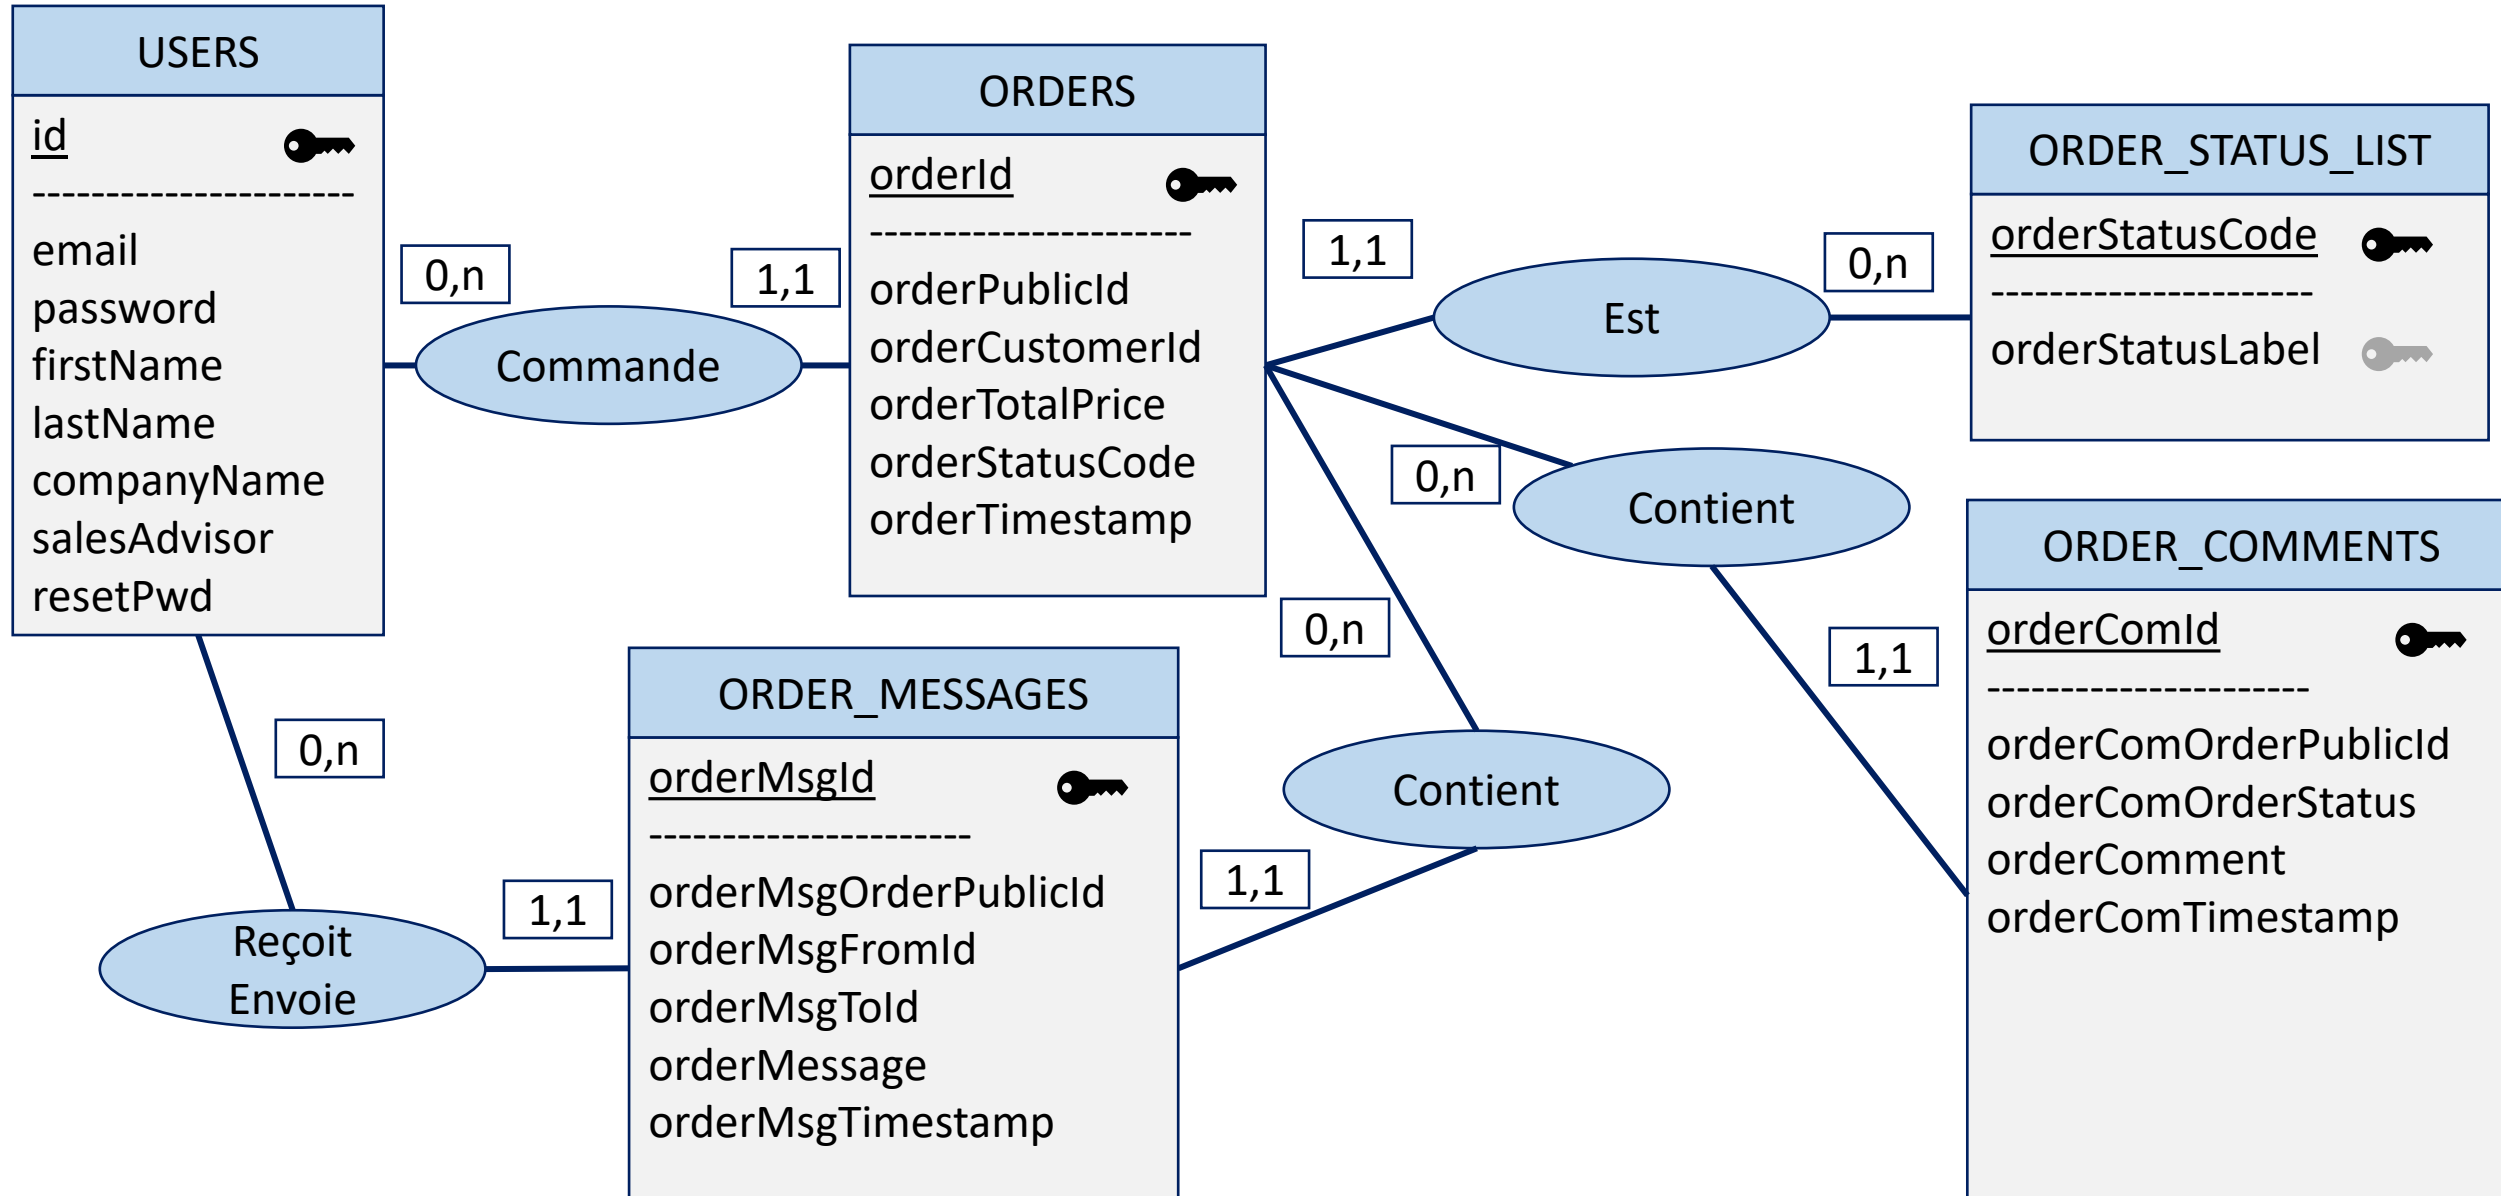 USERS
id
----------------------
email
password
firstName
lastName
companyName
salesAdvisor
resetPwd
0,n
Commande
1,1
ORDERS
orderId
----------------------
orderPublicId
orderCustomerId
orderTotalPrice
orderStatusCode
orderTimestamp
1,1
Est
0,n
ORDER_STATUS_LIST
orderStatusCode
----------------------
orderStatusLabel
0,n
Contient
1,1
ORDER_COMMENTS
orderComId
----------------------
orderComOrderPublicId
orderComOrderStatus
orderComment
orderComTimestamp
0,n
Contient
1,1
ORDER_MESSAGES
orderMsgId
----------------------
orderMsgOrderPublicId
orderMsgFromId
orderMsgToId
orderMessage
orderMsgTimestamp
0,n
Reçoit
Envoie
1,1